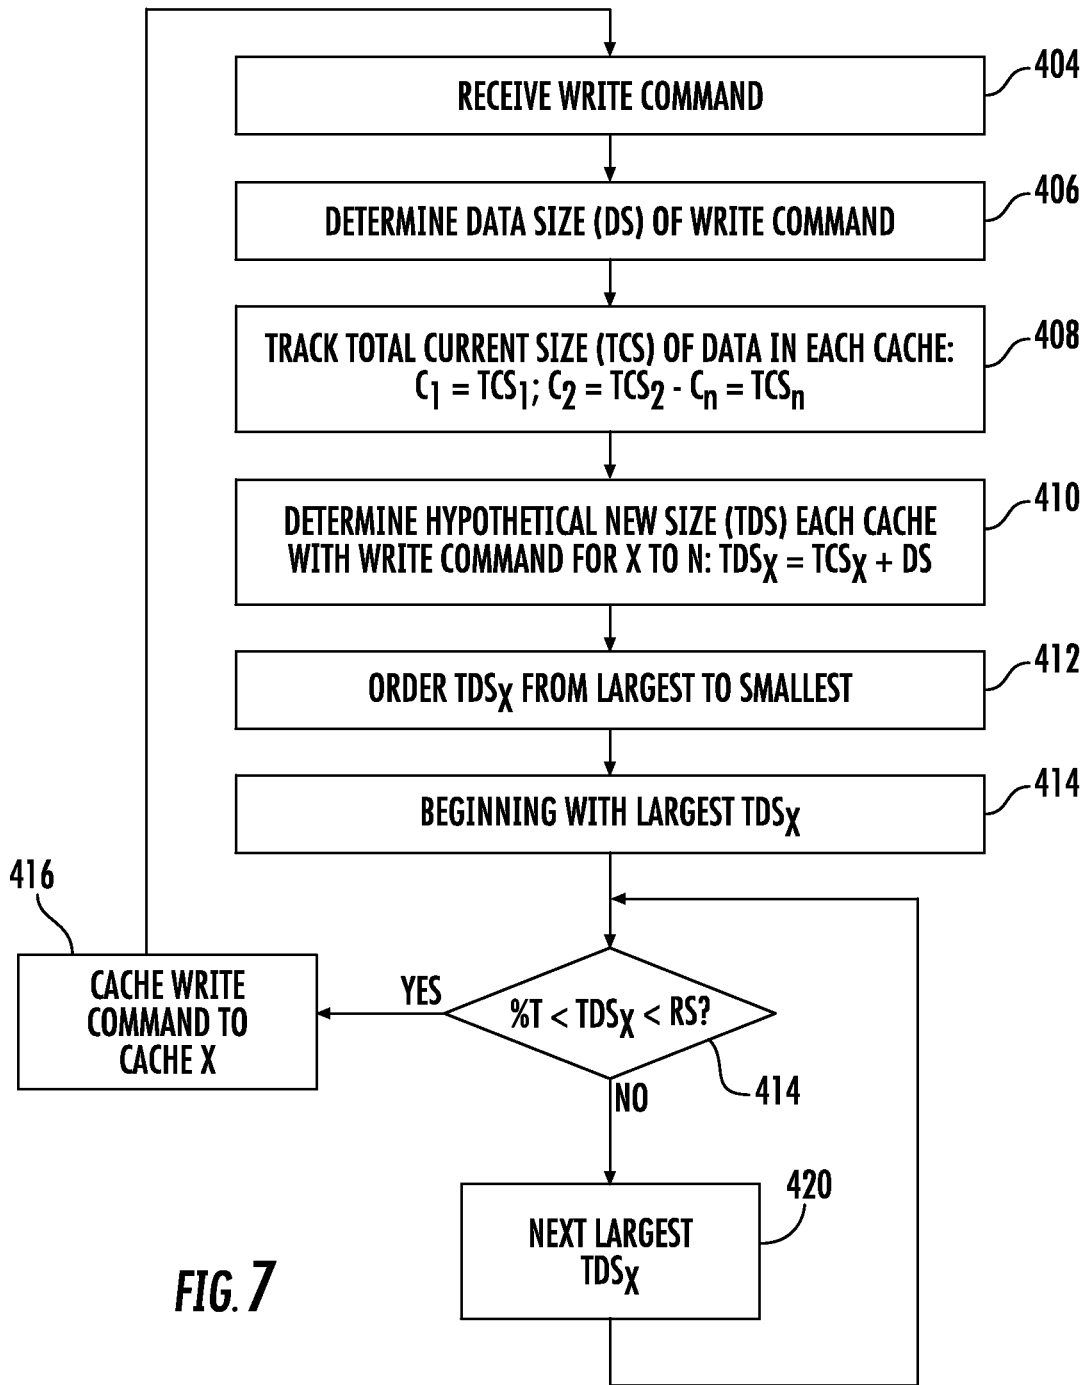 RECEIVE WRITE COMMAND
404
DETERMINE DATA SIZE (DS) OF WRITE COMMAND
406
TRACK TOTAL CURRENT SIZE (TCS) OF DATA IN EACH CACHE:
C1 = TCS1; C2 = TCS2 - Cn = TCSn
408
DETERMINE HYPOTHETICAL NEW SIZE (TDS) EACH CACHE
WITH WRITE COMMAND FOR X TO N: TDSX = TCSX + DS
410
ORDER TDSX FROM LARGEST TO SMALLEST
412
BEGINNING WITH LARGEST TDSX
414
416
CACHE WRITE
COMMAND TO
CACHE X
YES
%T < TDSX < RS?
414
NO
NEXT LARGEST
TDSX
420
FIG. 7